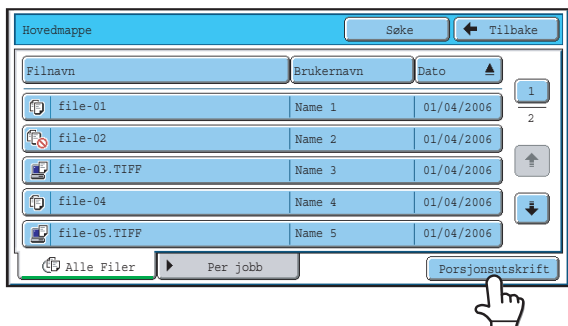 Hovedmappe Søke Tilbake
Filnavn Brukernavn Dato
file-01 Name 1 01/04/2006 1
file-02 Name 2 01/04/2006 2
file-03.TIFF Name 3 01/04/2006
file-04 Name 4 01/04/2006
file-05.TIFF Name 5 01/04/2006
Alle Filer Per jobb Porsjonsutskrift